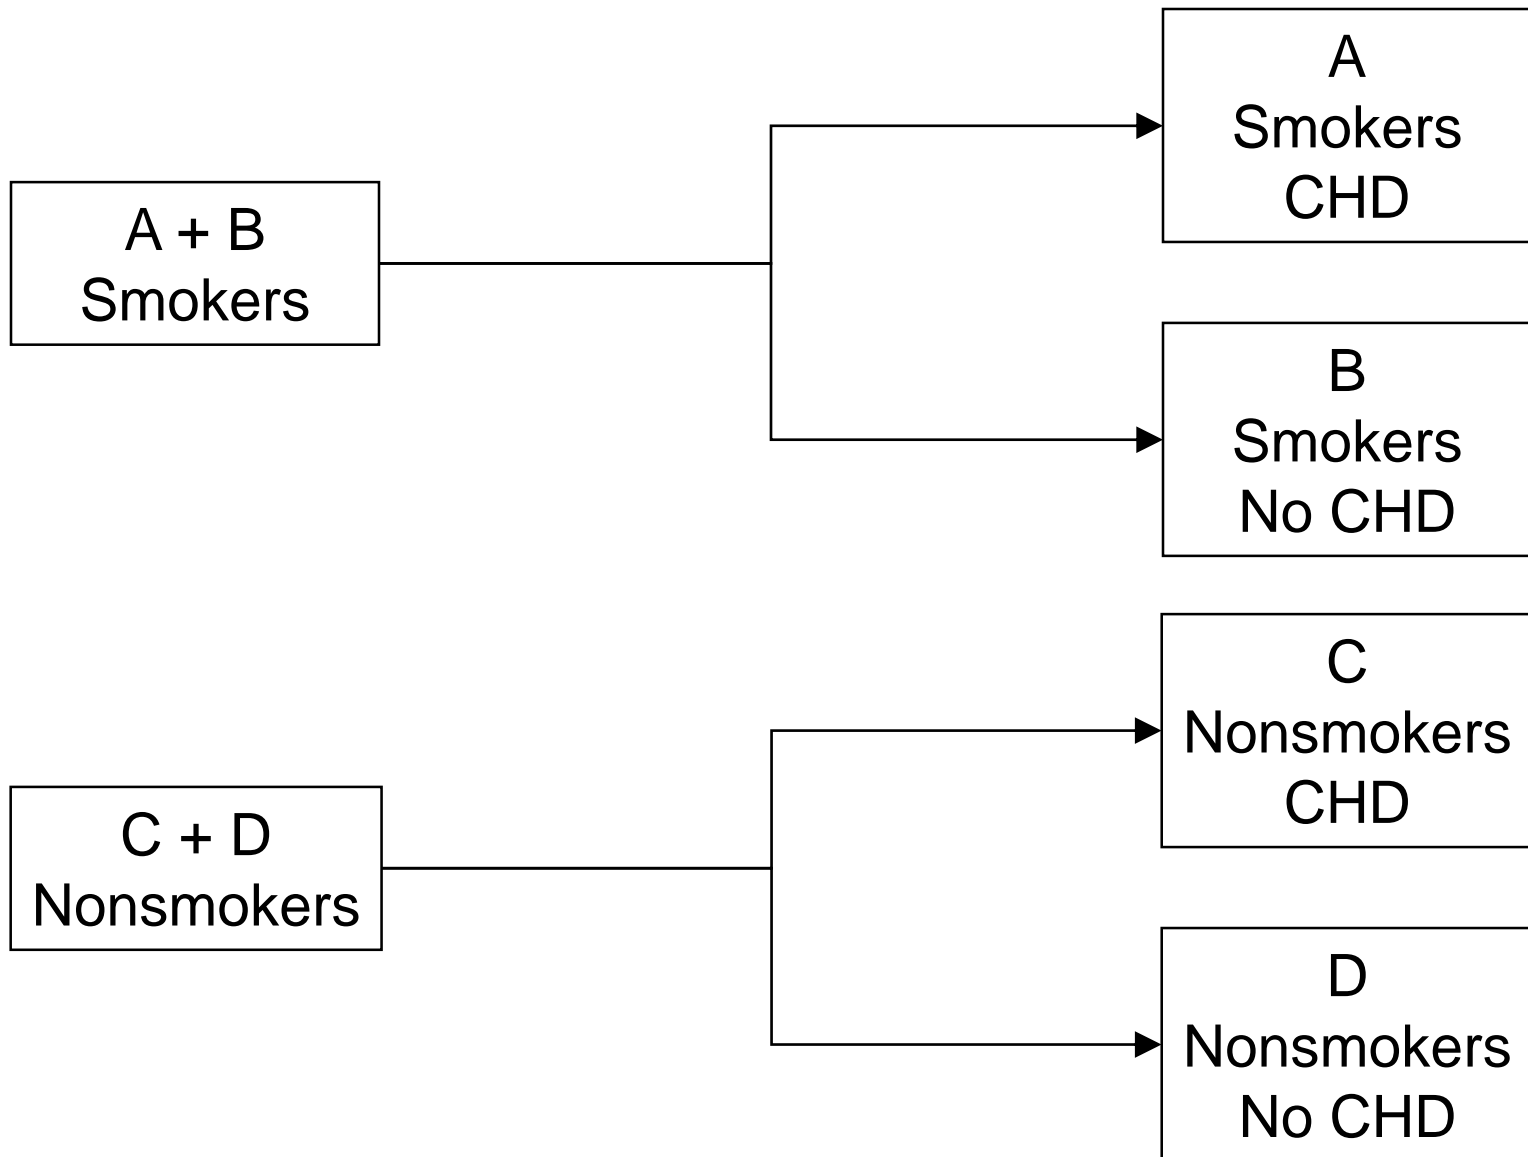 A + B
Smokers
A
Smokers
CHD
B
Smokers
No CHD
C + D
Nonsmokers
C
Nonsmokers
CHD
D
Nonsmokers
No CHD